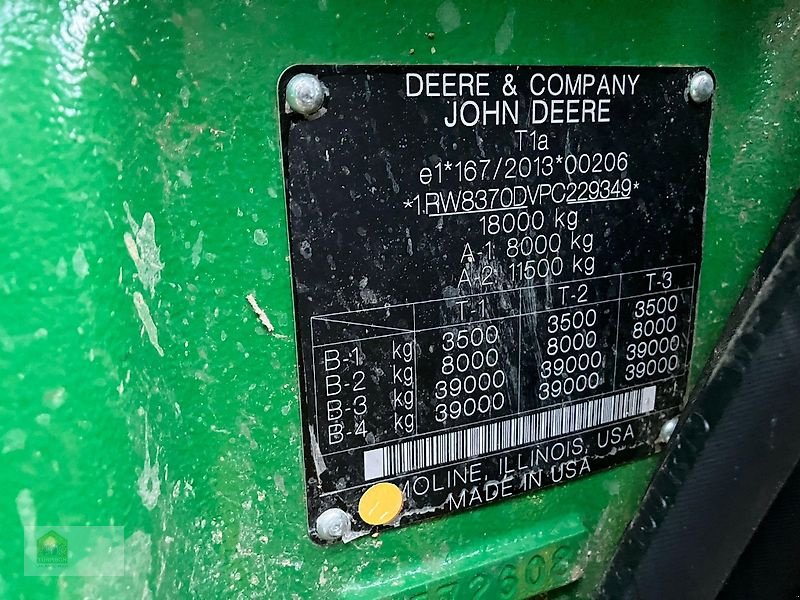 DEERE & COMPANY
JOHN DEERE
T1a
e1*167/2013*00206
*1RW8370DVPC229349*
18000 kg
A-1 8000 kg
A-2 11500 kg
T-1 T-2 T-3
B-1 kg 3500 3500 3500
B-2 kg 8000 8000 8000
B-3 kg 39000 39000 39000
B-4 kg 39000 39000 39000
MOLINE, ILLINOIS, USA
MADE IN USA